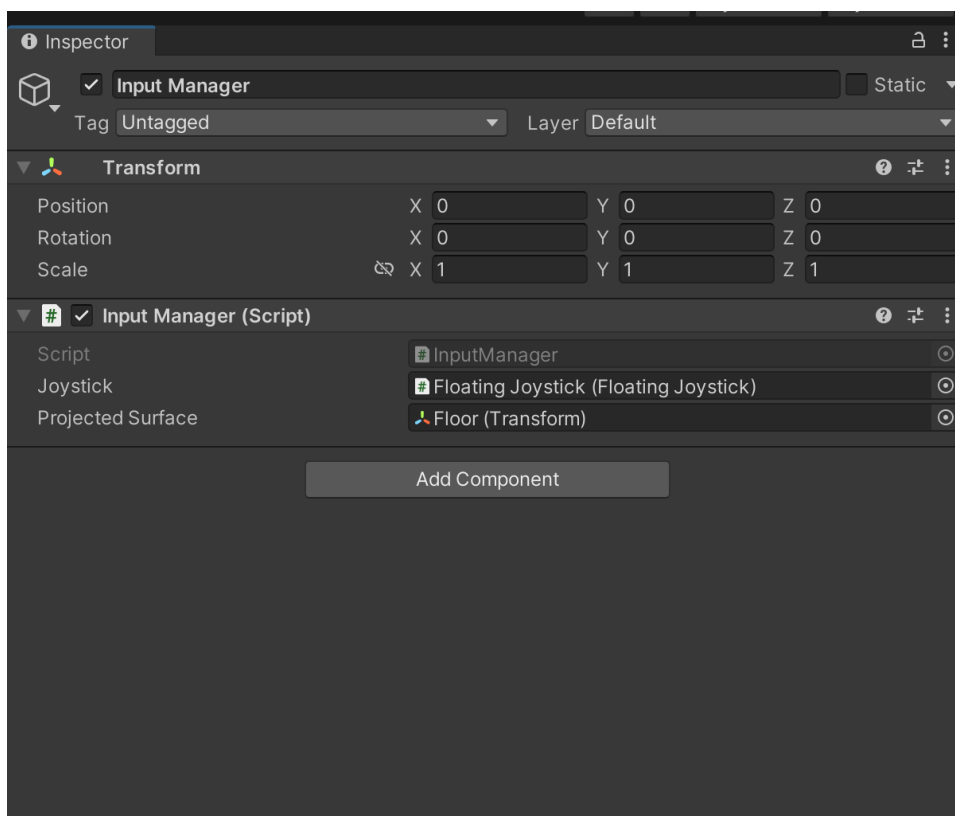 Inspector
Input Manager Static
Tag Untagged Layer Default
Transform
Position X 0 Y 0 Z 0
Rotation X 0 Y 0 Z 0
Scale X 1 Y 1 Z 1
# Input Manager (Script)
Script # InputManager
Joystick # Floating Joystick (Floating Joystick)
Projected Surface Floor (Transform)
Add Component